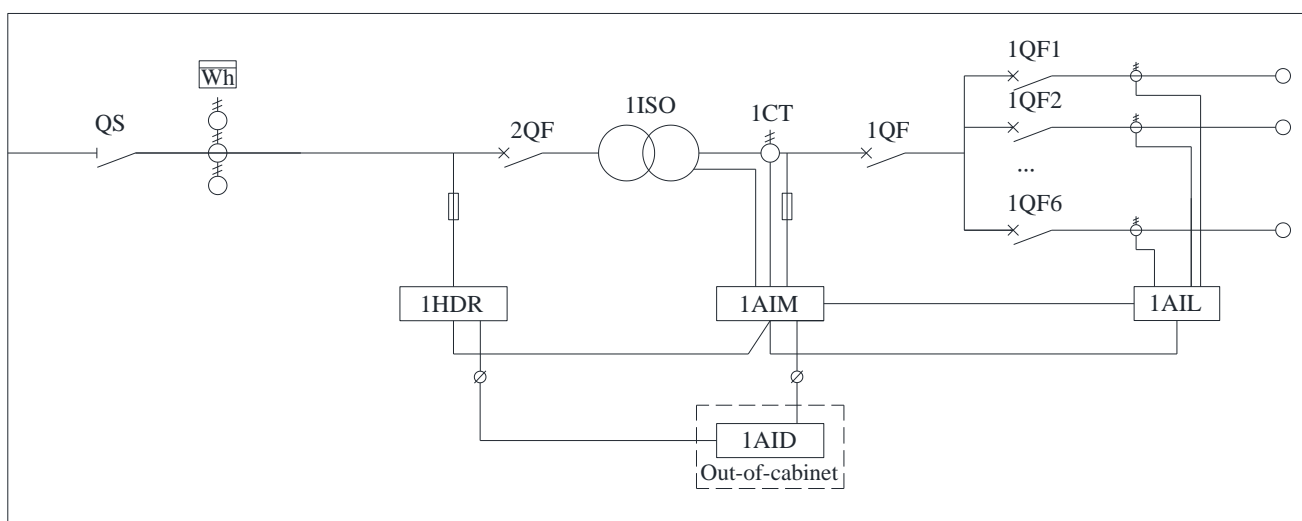 Wh
QS
2QF
1ISO
1CT
1QF
1QF1
1QF2
...
1QF6
1HDR
1AIM
1AIL
1AID
Out-of-cabinet